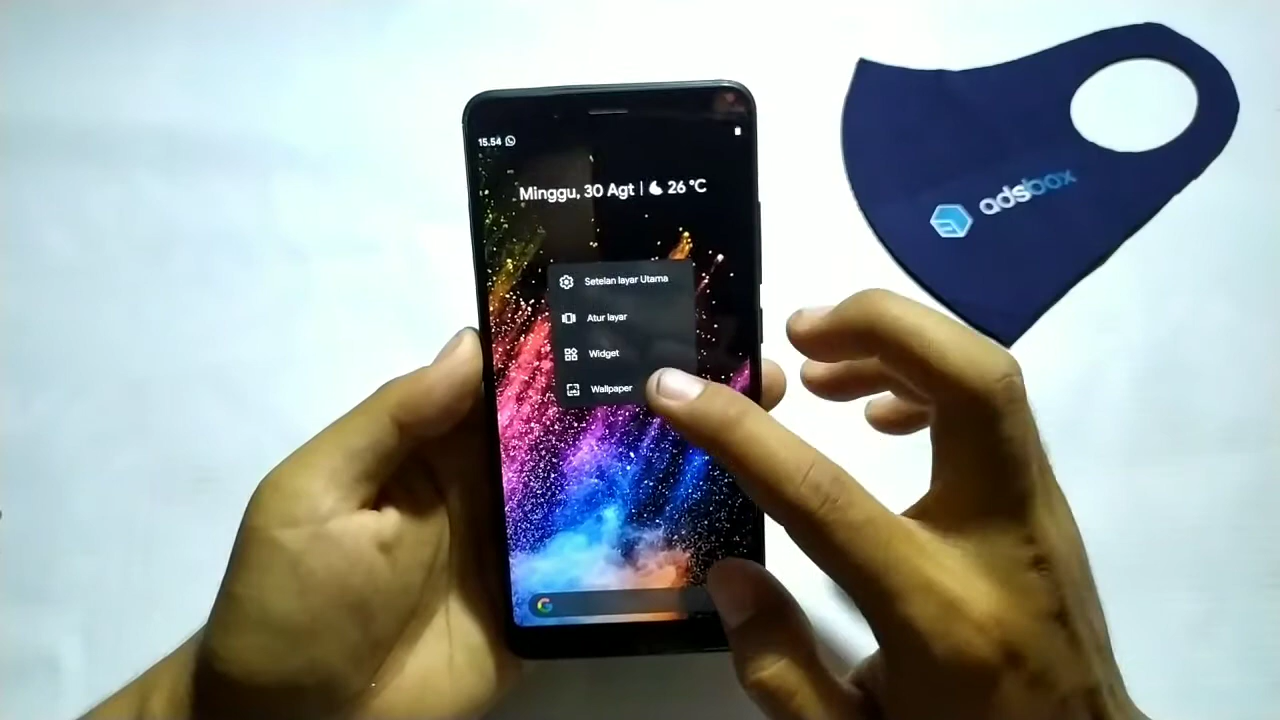 15.54
Minggu, 30 Agt | 26 °C
Setelan layar Utama
Atur layar
Widget
Wallpaper
G
adsbox